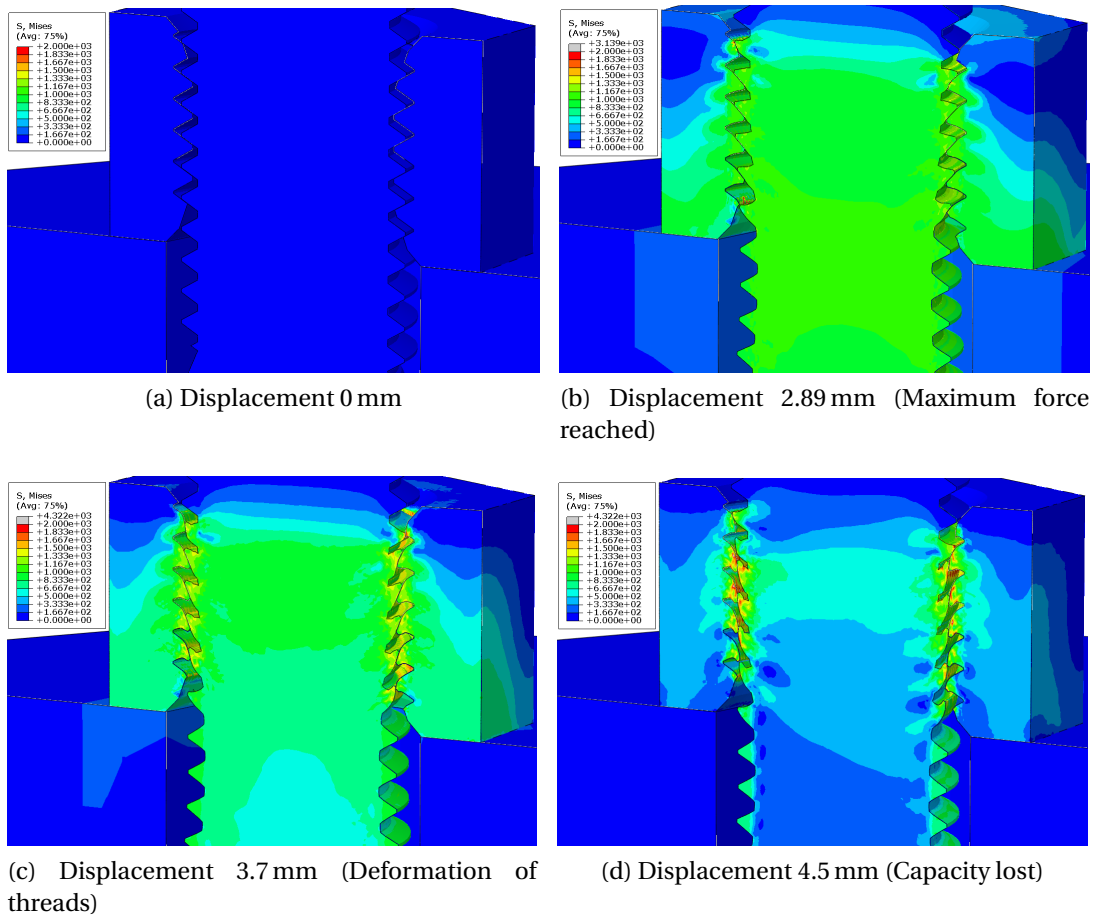 S, Mises
(Avg: 75%)
+2.000e+03
+1.833e+03
+1.667e+03
+1.500e+03
+1.333e+03
+1.167e+03
+1.000e+03
+8.333e+02
+6.667e+02
+5.000e+02
+3.333e+02
+1.667e+02
+0.000e+00
(a) Displacement 0 mm
S, Mises
(Avg: 75%)
+3.139e+03
+2.000e+03
+1.833e+03
+1.667e+03
+1.500e+03
+1.333e+03
+1.167e+03
+1.000e+03
+8.333e+02
+6.667e+02
+5.000e+02
+3.333e+02
+1.667e+02
+0.000e+00
(b) Displacement 2.89 mm (Maximum force
reached)
S, Mises
(Avg: 75%)
+4.322e+03
+2.000e+03
+1.833e+03
+1.667e+03
+1.500e+03
+1.333e+03
+1.167e+03
+1.000e+03
+8.333e+02
+6.667e+02
+5.000e+02
+3.333e+02
+1.667e+02
+0.000e+00
(c) Displacement 3.7 mm (Deformation of
threads)
S, Mises
(Avg: 75%)
+4.322e+03
+2.000e+03
+1.833e+03
+1.667e+03
+1.500e+03
+1.333e+03
+1.167e+03
+1.000e+03
+8.333e+02
+6.667e+02
+5.000e+02
+3.333e+02
+1.667e+02
+0.000e+00
(d) Displacement 4.5 mm (Capacity lost)